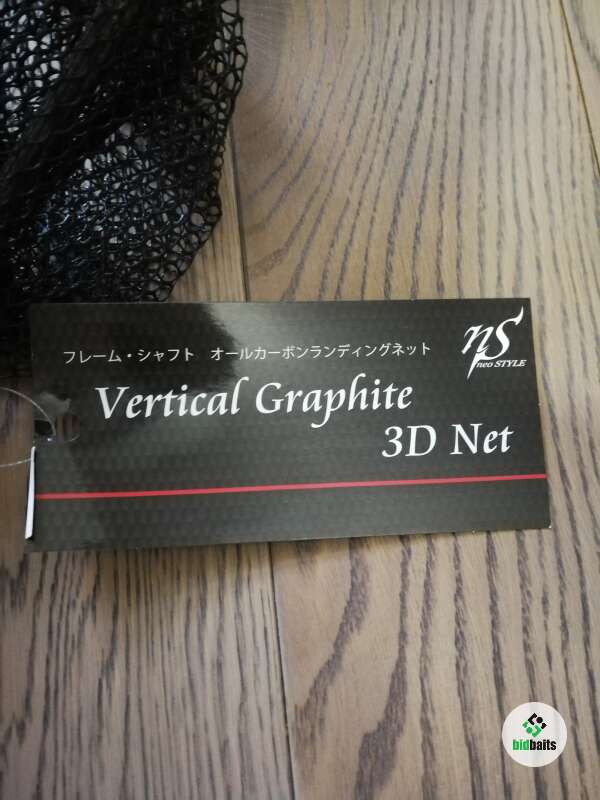 ns
neo STYLE
フレーム・シャフト オールカーボンランディングネット
Vertical Graphite
3D Net
bidbaits